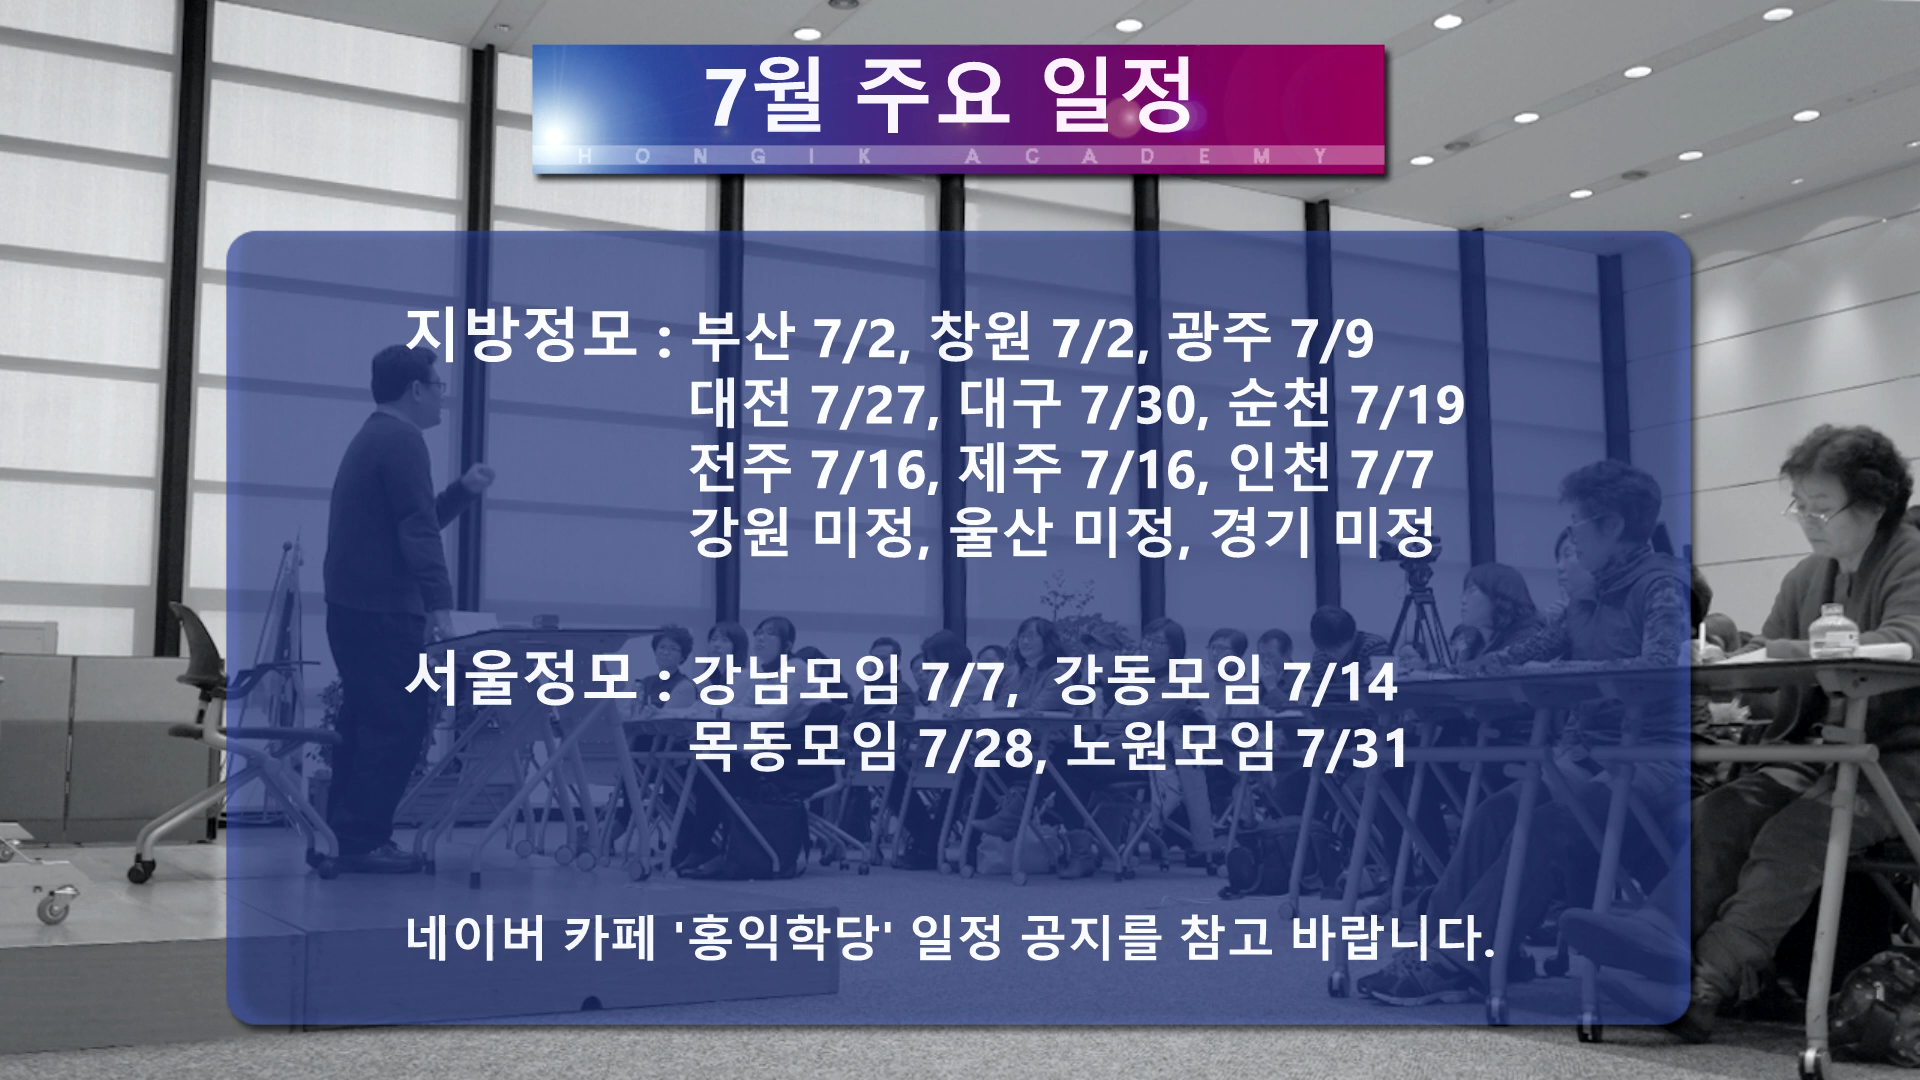 7월 주요 일정
HONGIK ACADEMY
지방정모 : 부산 7/2, 창원 7/2, 광주 7/9
대전 7/27, 대구 7/30, 순천 7/19
전주 7/16, 제주 7/16, 인천 7/7
강원 미정, 울산 미정, 경기 미정
서울정모 : 강남모임 7/7, 강동모임 7/14
목동모임 7/28, 노원모임 7/31
네이버 카페 '홍익학당' 일정 공지를 참고 바랍니다.